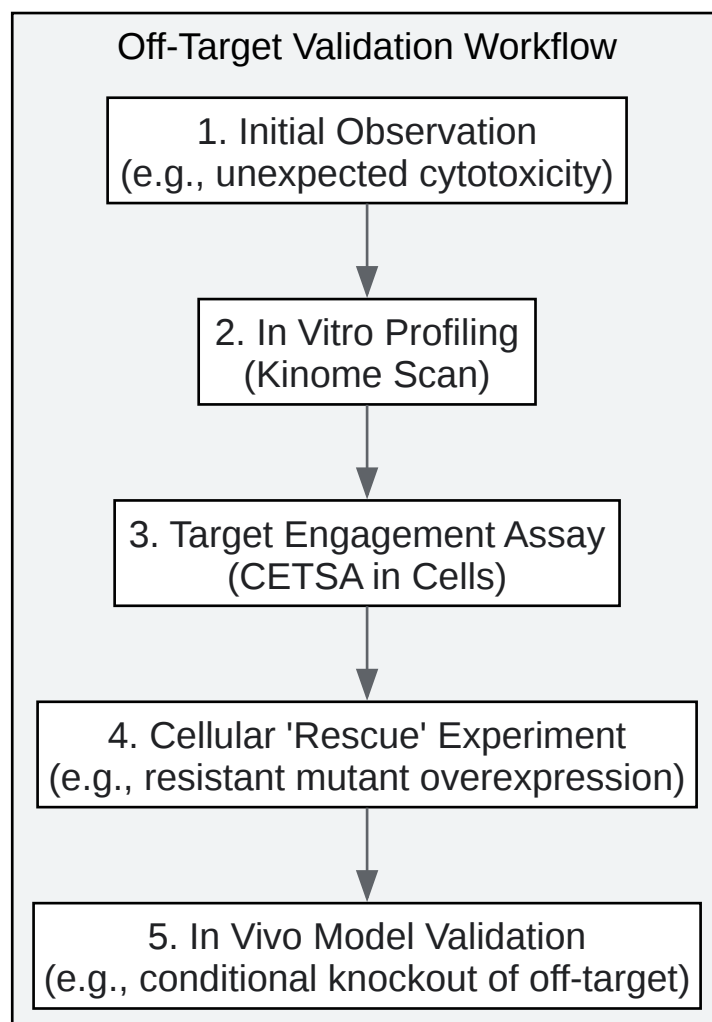 Off-Target Validation Workflow
1. Initial Observation
(e.g., unexpected cytotoxicity)
2. In Vitro Profiling
(Kinome Scan)
3. Target Engagement Assay
(CETSA in Cells)
4. Cellular 'Rescue' Experiment
(e.g., resistant mutant overexpression)
5. In Vivo Model Validation
(e.g., conditional knockout of off-target)